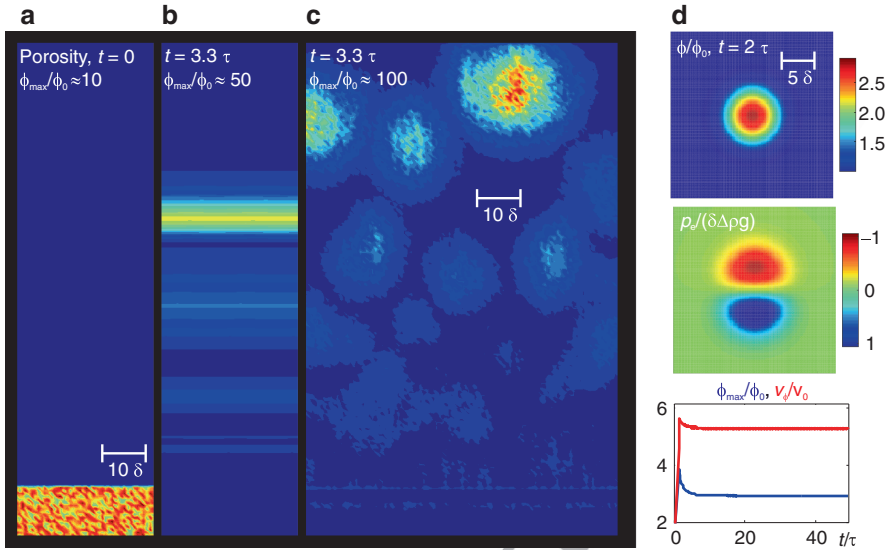 a
Porosity, t = 0
ϕmax/ϕ0 ≈10
10 δ
b
t = 3.3 τ
ϕmax/ϕ0 ≈ 50
c
t = 3.3 τ
ϕmax/ϕ0 ≈ 100
10 δ
d
ϕ/ϕ0, t = 2 τ
5 δ
2.5
2.0
1.5
pe/(δΔρg)
–1
0
1
ϕmax/ϕ0, vϕ/v0
6
4
2
0 20 40 t/τ